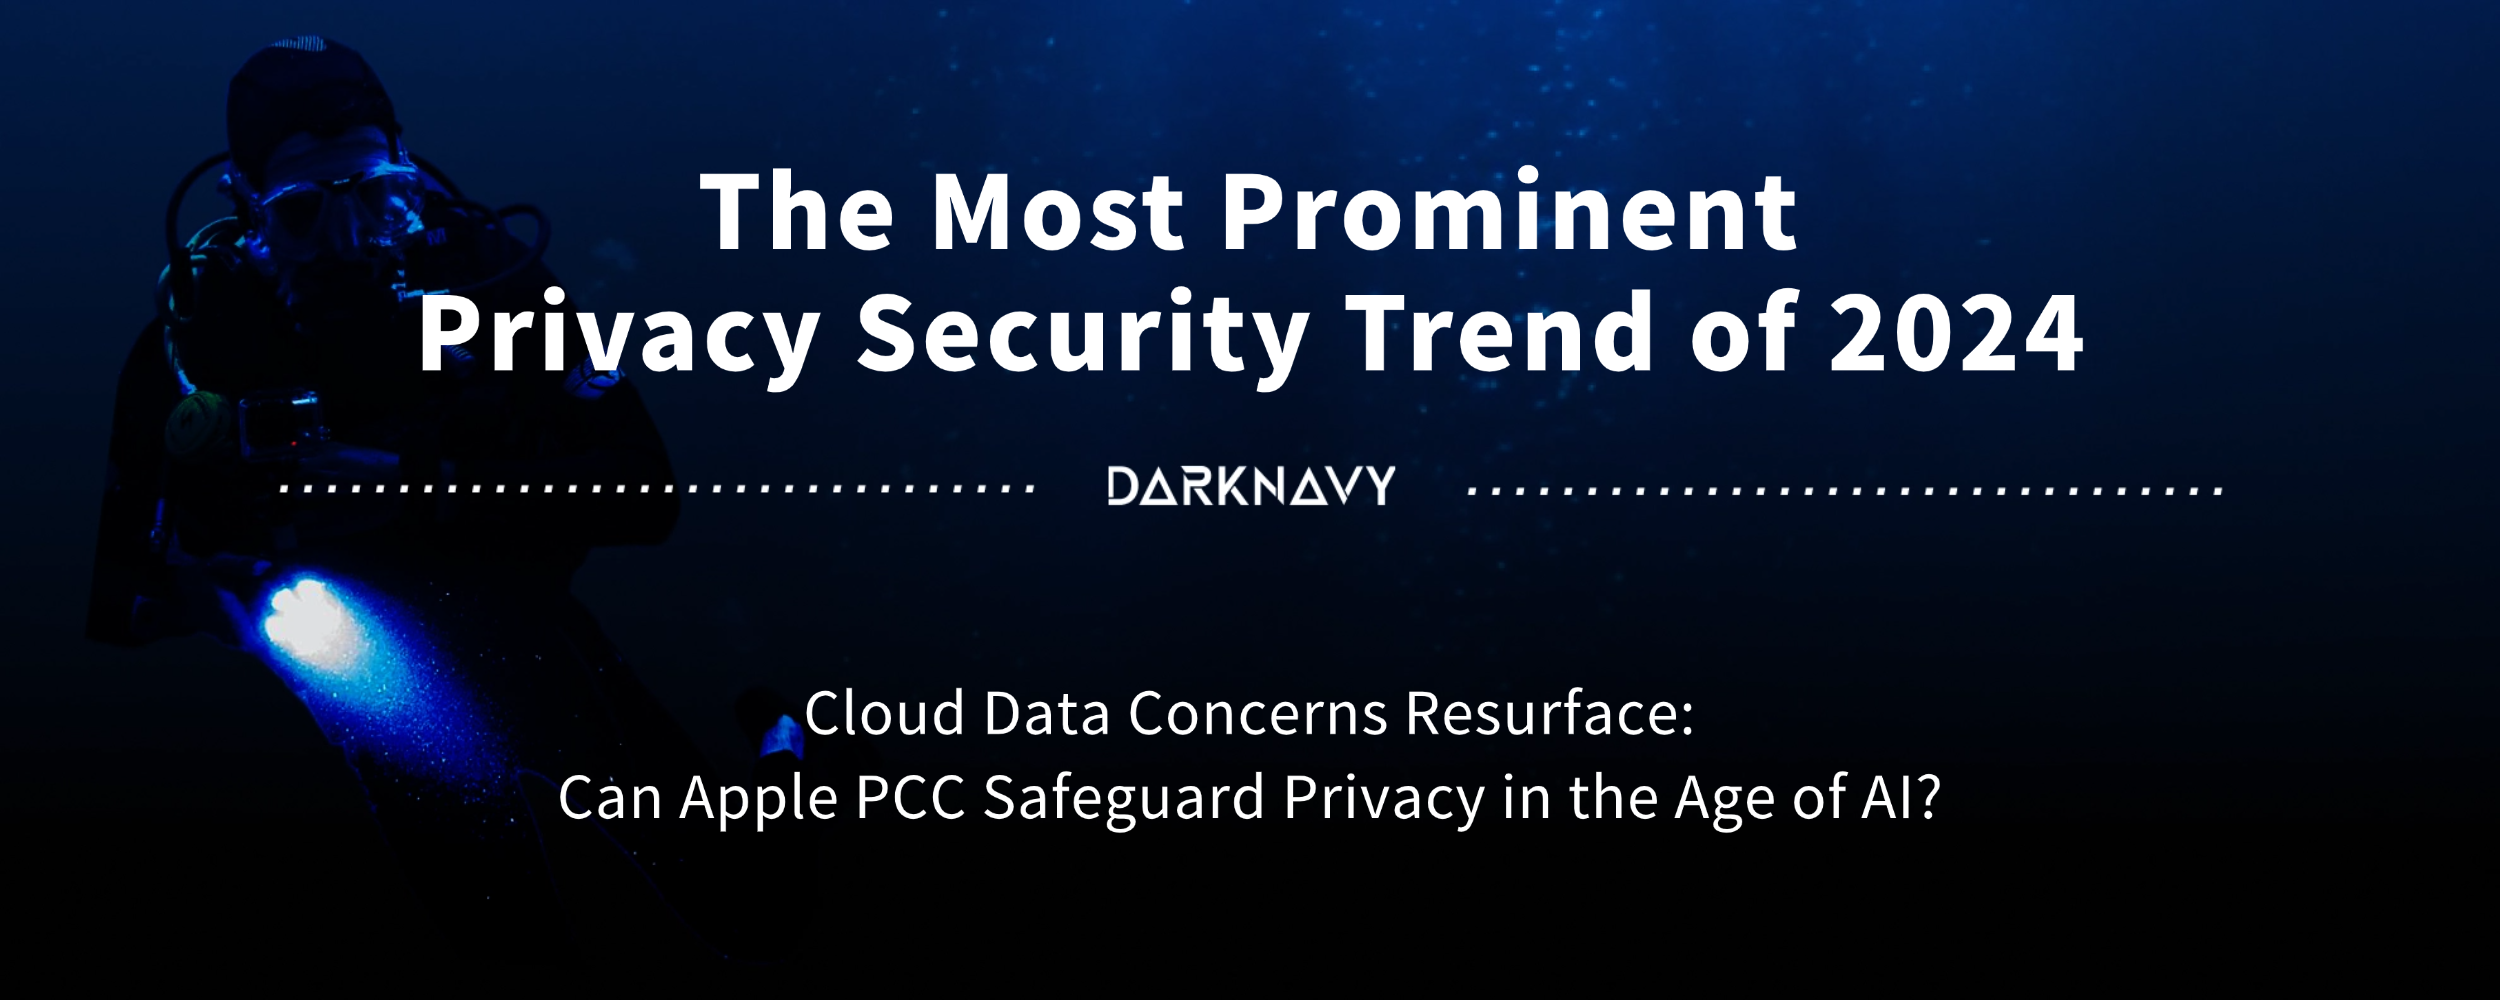 The Most Prominent
Privacy Security Trend of 2024
DARKNAVY
Cloud Data Concerns Resurface:
Can Apple PCC Safeguard Privacy in the Age of AI?